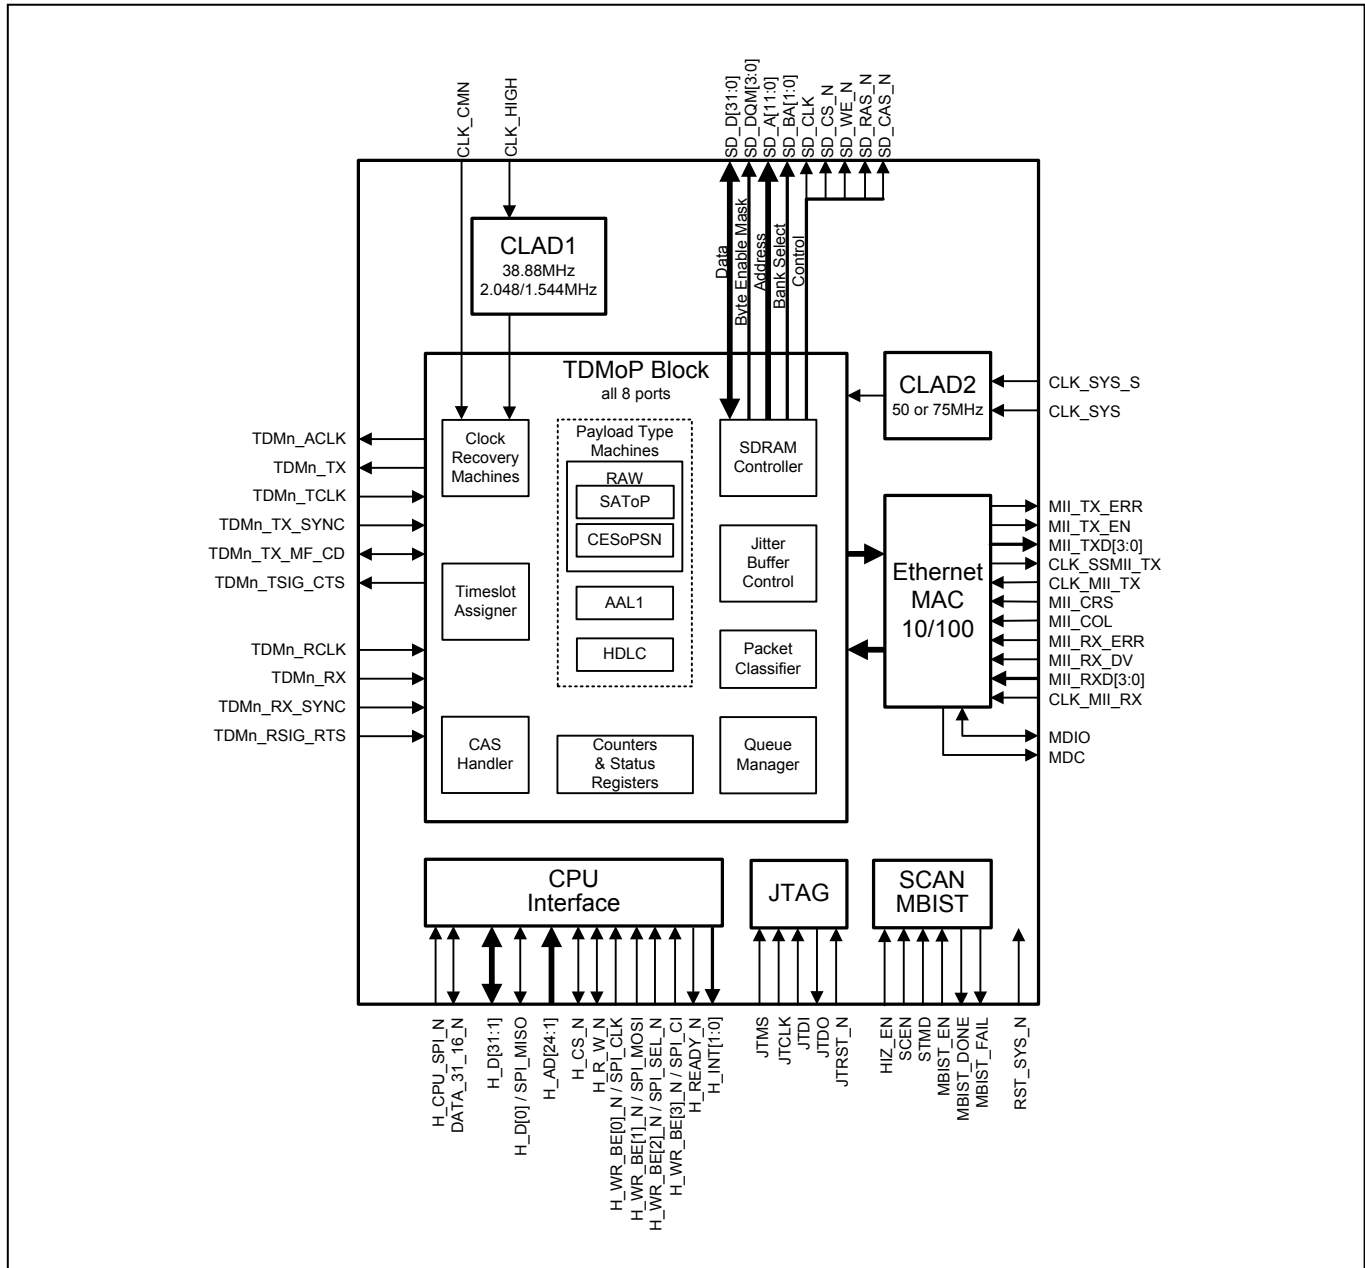 CLK_CMN
CLK_HIGH
SD_D[31:0]
SD_DQM[3:0]
SD_A[11:0]
SD_BA[1:0]
SD_CLK
SD_CS_N
SD_WE_N
SD_RAS_N
SD_CAS_N
CLAD1
38.88MHz
2.048/1.544MHz
Data
Byte Enable Mask
Address
Bank Select
Control
TDMoP Block
all 8 ports
CLAD2
50 or 75MHz
CLK_SYS_S
CLK_SYS
Clock
Recovery
Machines
Payload Type
Machines
RAW
SAToP
CESoPSN
AAL1
HDLC
SDRAM
Controller
Jitter
Buffer
Control
Timeslot
Assigner
Packet
Classifier
CAS
Handler
Counters
& Status
Registers
Queue
Manager
TDMn_ACLK
TDMn_TX
TDMn_TCLK
TDMn_TX_SYNC
TDMn_TX_MF_CD
TDMn_TSIG_CTS
TDMn_RCLK
TDMn_RX
TDMn_RX_SYNC
TDMn_RSIG_RTS
Ethernet
MAC
10/100
MII_TX_ERR
MII_TX_EN
MII_TXD[3:0]
CLK_SSMII_TX
CLK_MII_TX
MII_CRS
MII_COL
MII_RX_ERR
MII_RX_DV
MII_RXD[3:0]
CLK_MII_RX
MDIO
MDC
CPU
Interface
JTAG
SCAN
MBIST
H_CPU_SPI_N
DATA_31_16_N
H_D[31:1]
H_D[0] / SPI_MISO
H_AD[24:1]
H_CS_N
H_R_W_N
H_WR_BE[0]_N / SPI_CLK
H_WR_BE[1]_N / SPI_MOSI
H_WR_BE[2]_N / SPI_SEL_N
H_WR_BE[3]_N / SPI_CI
H_READY_N
H_INT[1:0]
JTMS
JTCLK
JTDI
JTDO
JTRST_N
HIZ_EN
SCEN
STMD
MBIST_EN
MBIST_DONE
MBIST_FAIL
RST_SYS_N